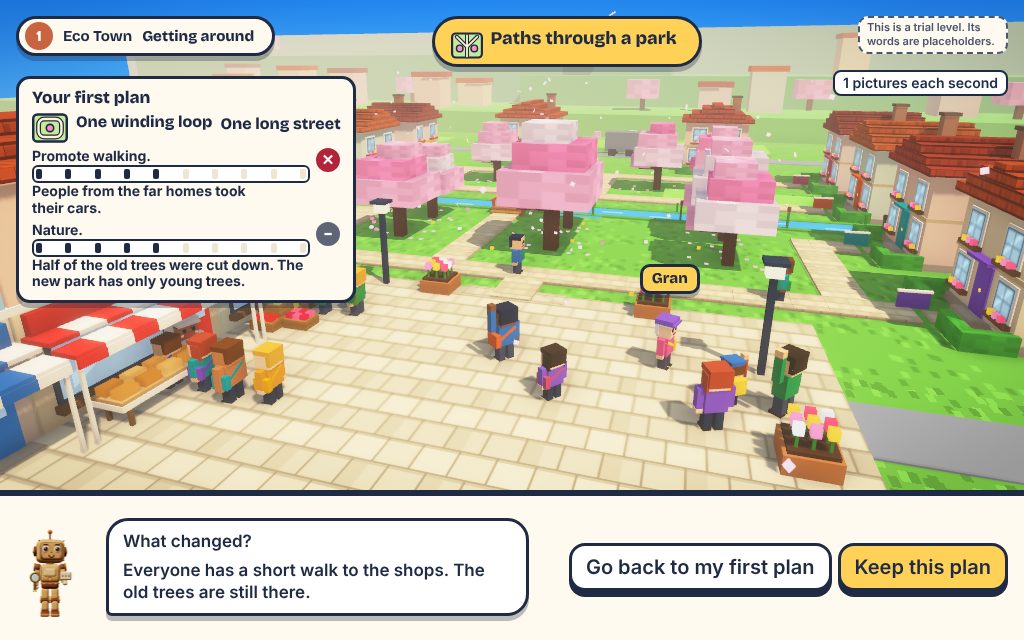 1 Eco Town Getting around
Paths through a park
This is a trial level. Its
words are placeholders.
1 pictures each second
Your first plan
One winding loop One long street
Promote walking.
People from the far homes took
their cars.
Nature.
Half of the old trees were cut down. The
new park has only young trees.
Gran
What changed?
Everyone has a short walk to the shops. The
old trees are still there.
Go back to my first plan
Keep this plan